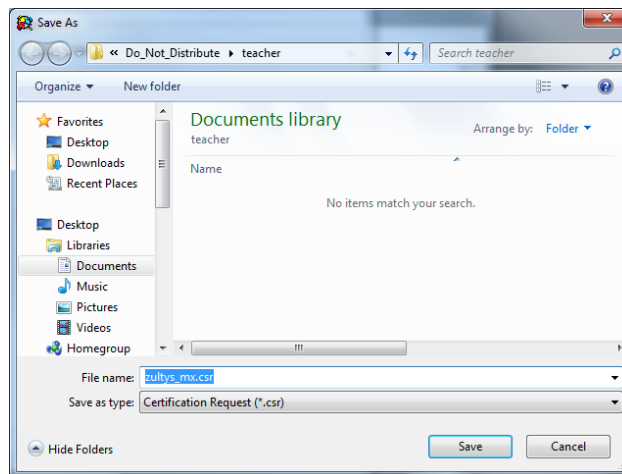 Save As
« Do_Not_Distribute ▸ teacher
Search teacher
Organize
New folder
Favorites
Desktop
Downloads
Recent Places
Desktop
Libraries
Documents
Music
Pictures
Videos
Homegroup
Documents library
teacher
Arrange by: Folder
Name
No items match your search.
File name: zultys_mx.csr
Save as type: Certification Request (*.csr)
Hide Folders
Save
Cancel